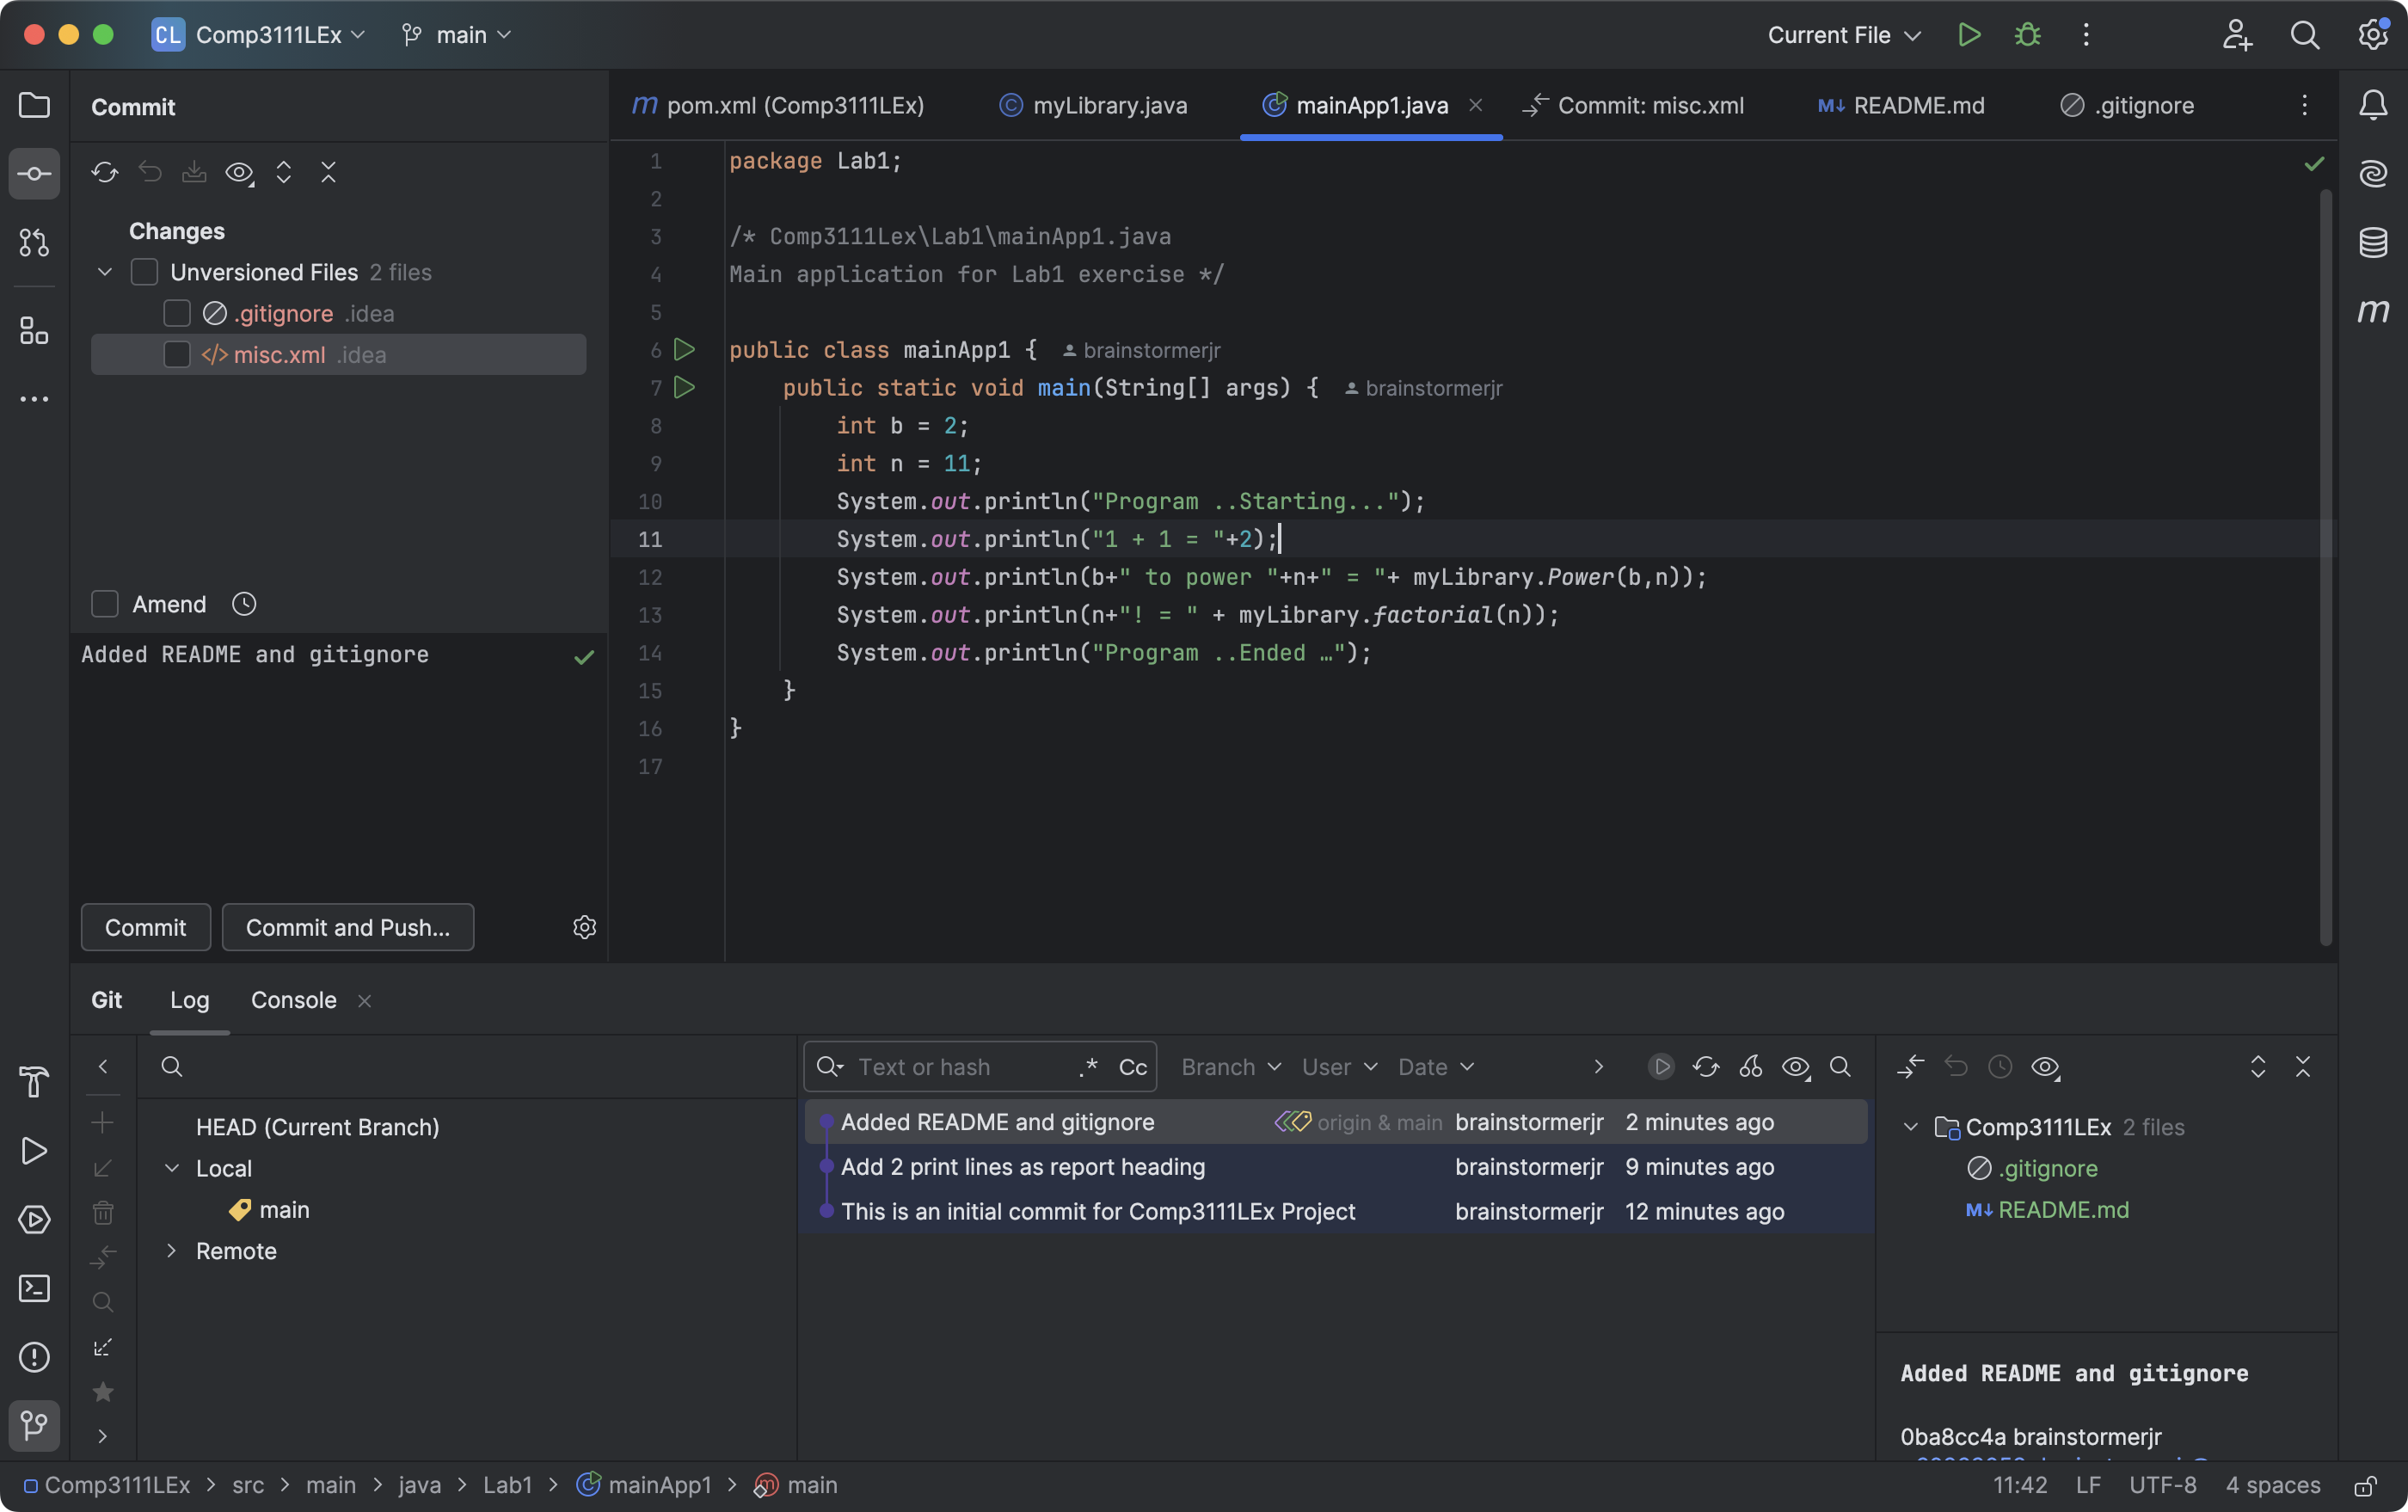 CL Comp3111LEx main Current File
Commit
pom.xml (Comp3111LEx) myLibrary.java mainApp1.java Commit: misc.xml README.md .gitignore
Changes
Unversioned Files 2 files
.gitignore .idea
misc.xml .idea
Amend
Added README and gitignore
Commit Commit and Push...
1 package Lab1;
2
3 /* Comp3111Lex\Lab1\mainApp1.java
4 Main application for Lab1 exercise */
5
6 public class mainApp1 { brainstormerjr
7 public static void main(String[] args) { brainstormerjr
8 int b = 2;
9 int n = 11;
10 System.out.println("Program ..Starting...");
11 System.out.println("1 + 1 = "+2);
12 System.out.println(b+" to power "+n+" = "+ myLibrary.Power(b,n));
13 System.out.println(n+"! = " + myLibrary.factorial(n));
14 System.out.println("Program ..Ended …");
15 }
16 }
17
Git Log Console
HEAD (Current Branch)
Local
main
Remote
Text or hash .* Cc Branch User Date
Added README and gitignore origin & main brainstormerjr 2 minutes ago
Add 2 print lines as report heading brainstormerjr 9 minutes ago
This is an initial commit for Comp3111LEx Project brainstormerjr 12 minutes ago
Comp3111LEx 2 files
.gitignore
M↓ README.md
Added README and gitignore
0ba8cc4a brainstormerjr
Comp3111LEx > src > main > java > Lab1 > mainApp1 > main 11:42 LF UTF-8 4 spaces